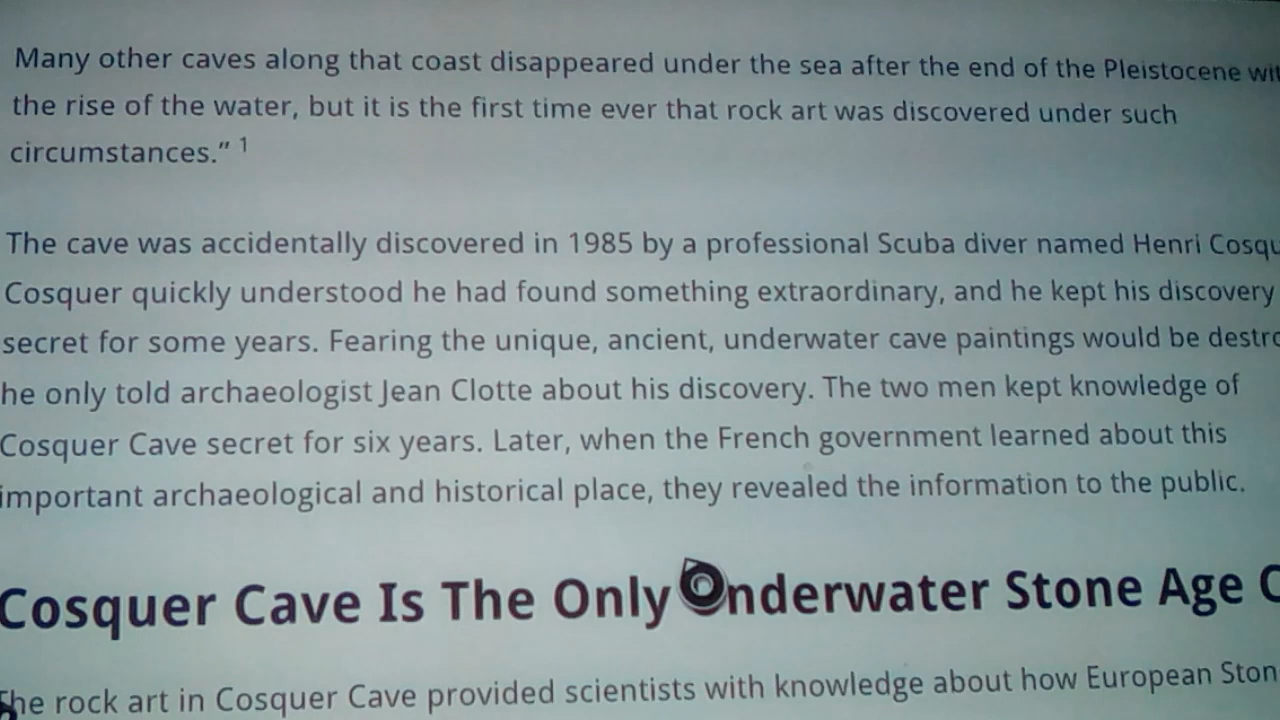 Many other caves along that coast disappeared under the sea after the end of the Pleistocene wit
the rise of the water, but it is the first time ever that rock art was discovered under such
circumstances.” 1
The cave was accidentally discovered in 1985 by a professional Scuba diver named Henri Cosqu
Cosquer quickly understood he had found something extraordinary, and he kept his discovery
secret for some years. Fearing the unique, ancient, underwater cave paintings would be destro
he only told archaeologist Jean Clotte about his discovery. The two men kept knowledge of
Cosquer Cave secret for six years. Later, when the French government learned about this
important archaeological and historical place, they revealed the information to the public.
Cosquer Cave Is The Only nderwater Stone Age C
The rock art in Cosquer Cave provided scientists with knowledge about how European Ston